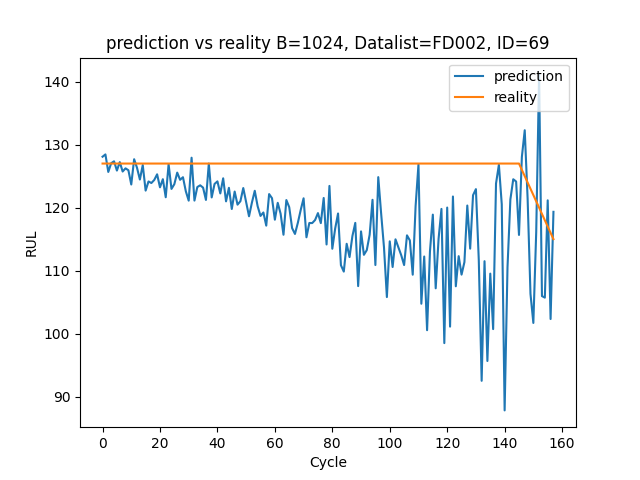 prediction vs reality B=1024, Datalist=FD002, ID=69
prediction
reality
RUL
140
130
120
110
100
90
0 20 40 60 80 100 120 140 160
Cycle